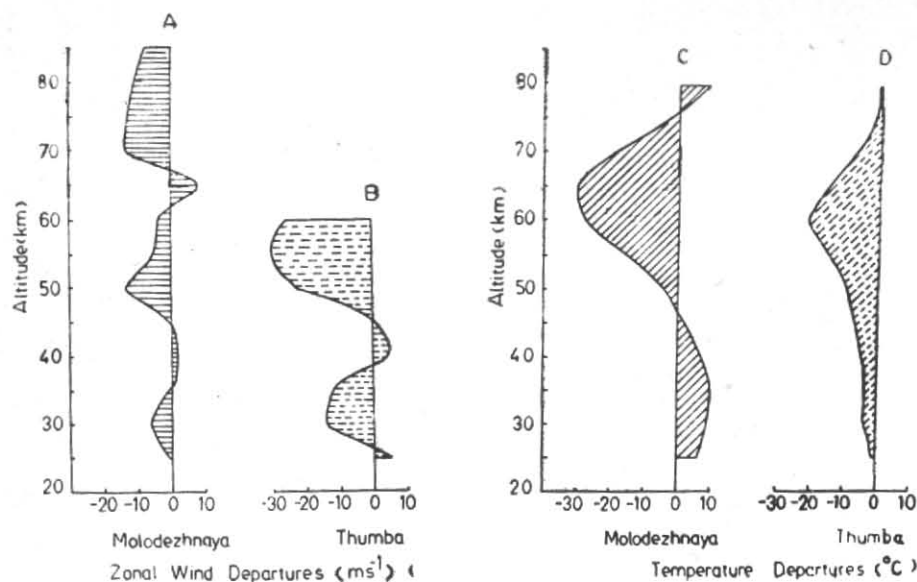 A
B
C
D
80
70
60
50
40
30
20
Altitude(km)
80
70
60
50
40
30
20
Altitude (km)
-20 -10 0 10
-30 -20 -10 0 10
-30 -20 -10 0 10
-30 -20 -10 0 10
Molodezhnaya
Thumba
Molodezhnaya
Thumba
Zonal Wind Departures (ms-1) (
Temperature Departures (°C)